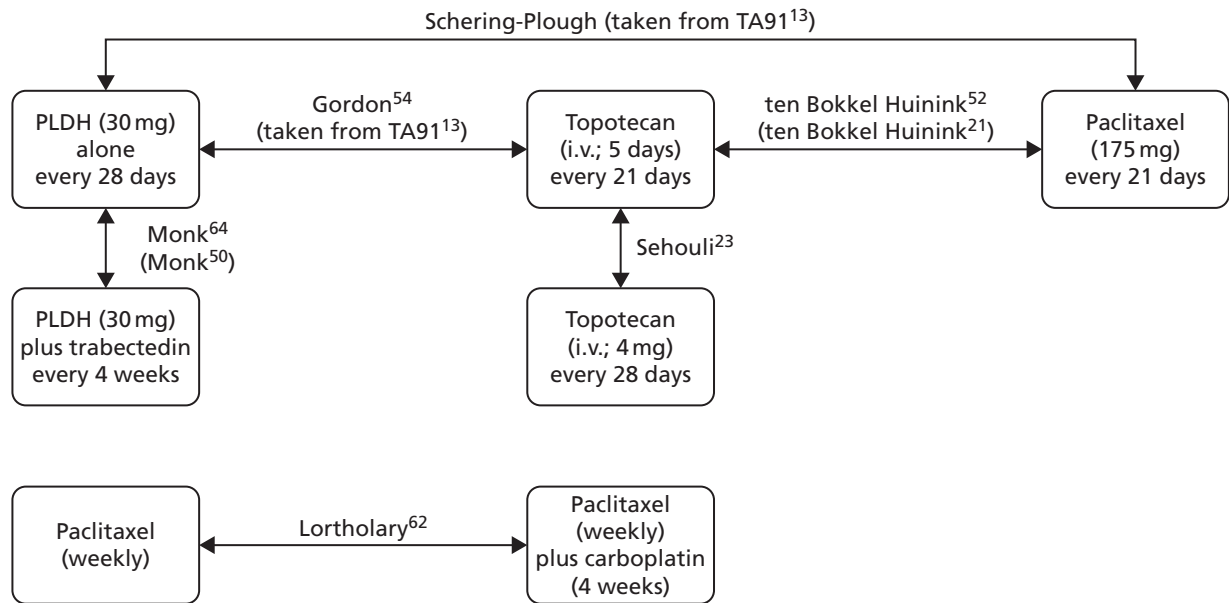 Schering-Plough (taken from TA91¹³)
PLDH (30 mg)
alone
every 28 days
Gordon⁵⁴
(taken from TA91¹³)
Topotecan
(i.v.; 5 days)
every 21 days
ten Bokkel Huinink⁵²
(ten Bokkel Huinink²¹)
Paclitaxel
(175 mg)
every 21 days
Monk⁶⁴
(Monk⁵⁰)
Sehouli²³
PLDH (30 mg)
plus trabectedin
every 4 weeks
Topotecan
(i.v.; 4 mg)
every 28 days
Paclitaxel
(weekly)
Lortholary⁶²
Paclitaxel
(weekly)
plus carboplatin
(4 weeks)